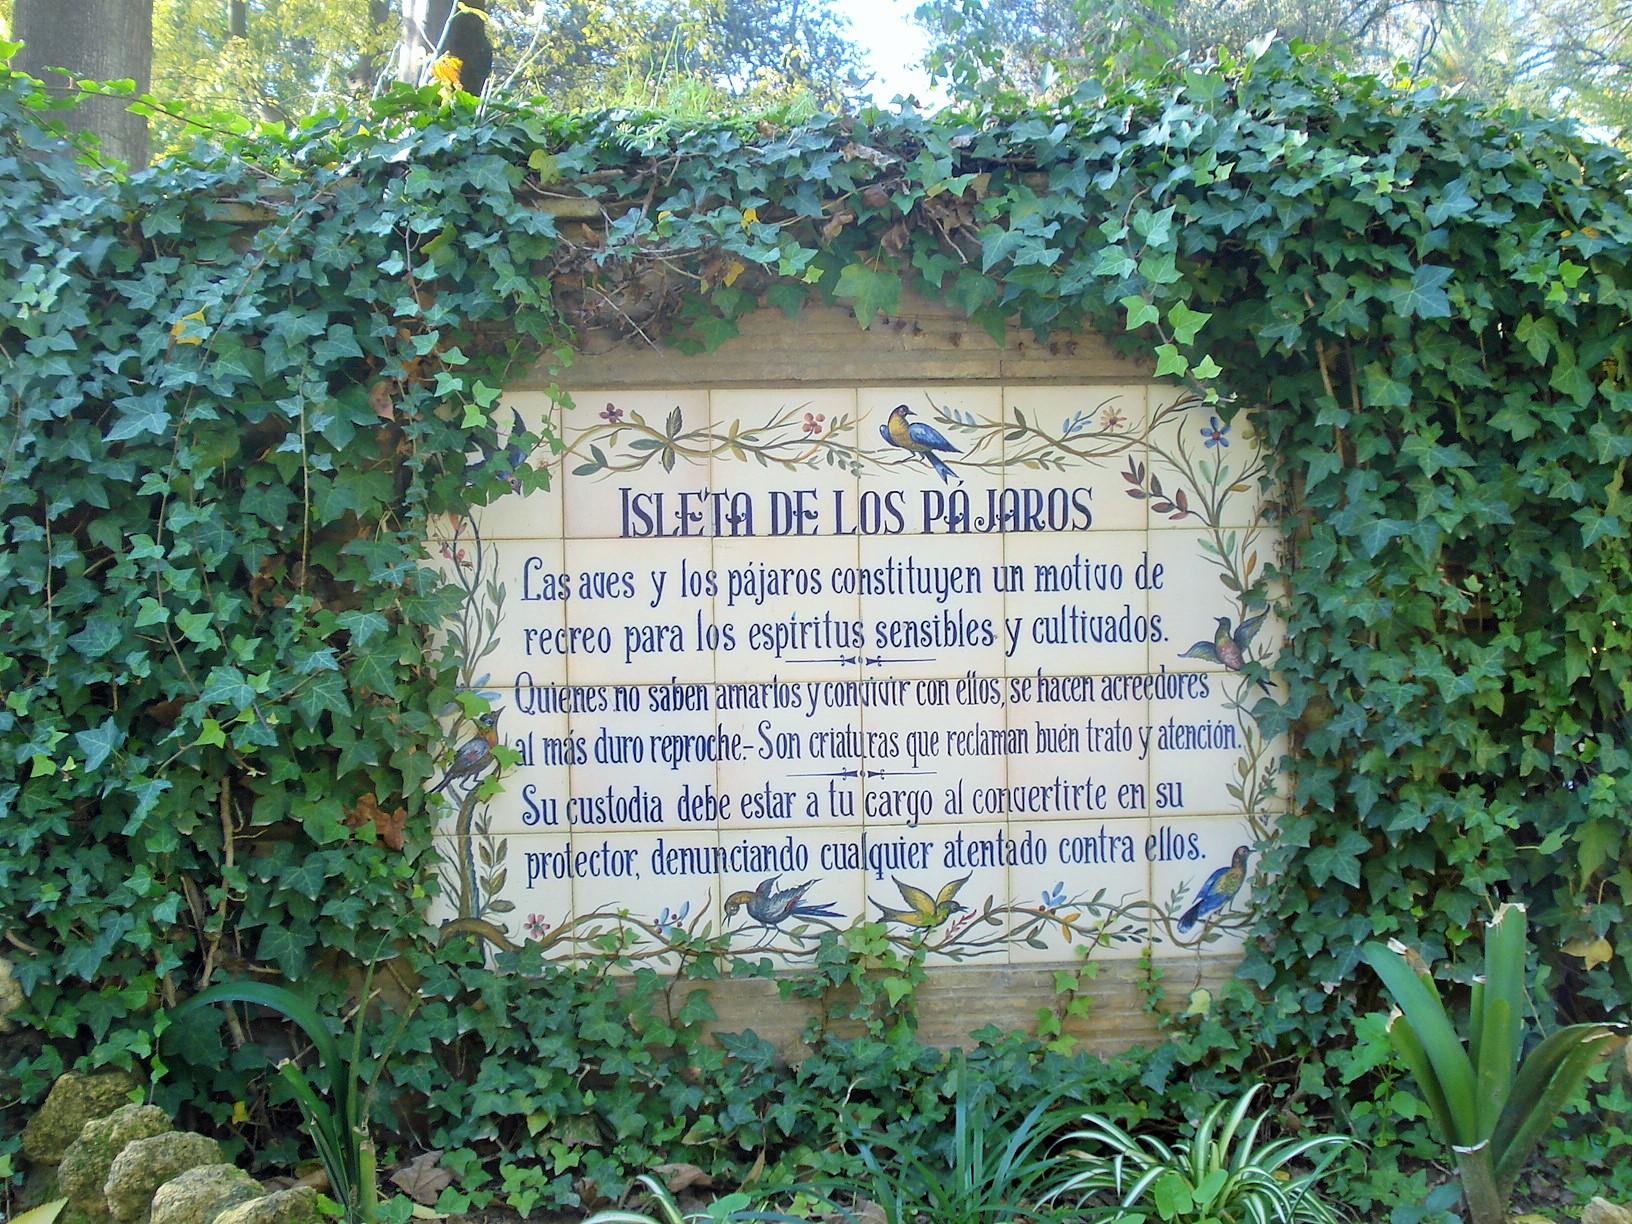 ISLETA DE LOS PÁJAROS
Las aves y los pájaros constituyen un motivo de
recreo para los espíritus sensibles y cultivados.
Quienes no saben amarlos y convivir con ellos, se hacen acreedores
al más duro reproche.- Son criaturas que reclaman buén trato y atención.
Su custodia debe estar a tu cargo al convertirte en su
protector, denunciando cualquier atentado contra ellos.